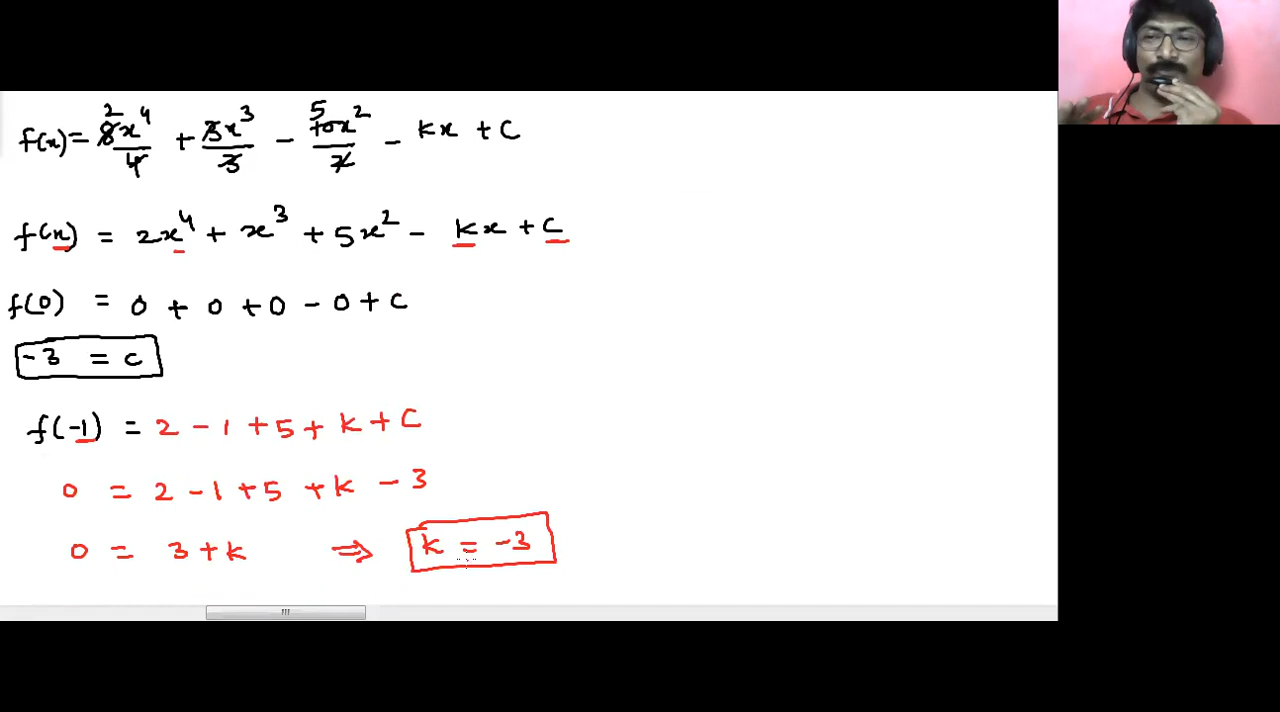 f(x) = 8x⁴/4 + 3x³/3 - 10x²/2 - kx + C
2 5
f(x) = 2x⁴ + x³ + 5x² - kx + C
f(0) = 0 + 0 + 0 - 0 + C
-3 = C
f(-1) = 2 - 1 + 5 + k + C
0 = 2 - 1 + 5 + k - 3
0 = 3 + k ⇒ k = -3